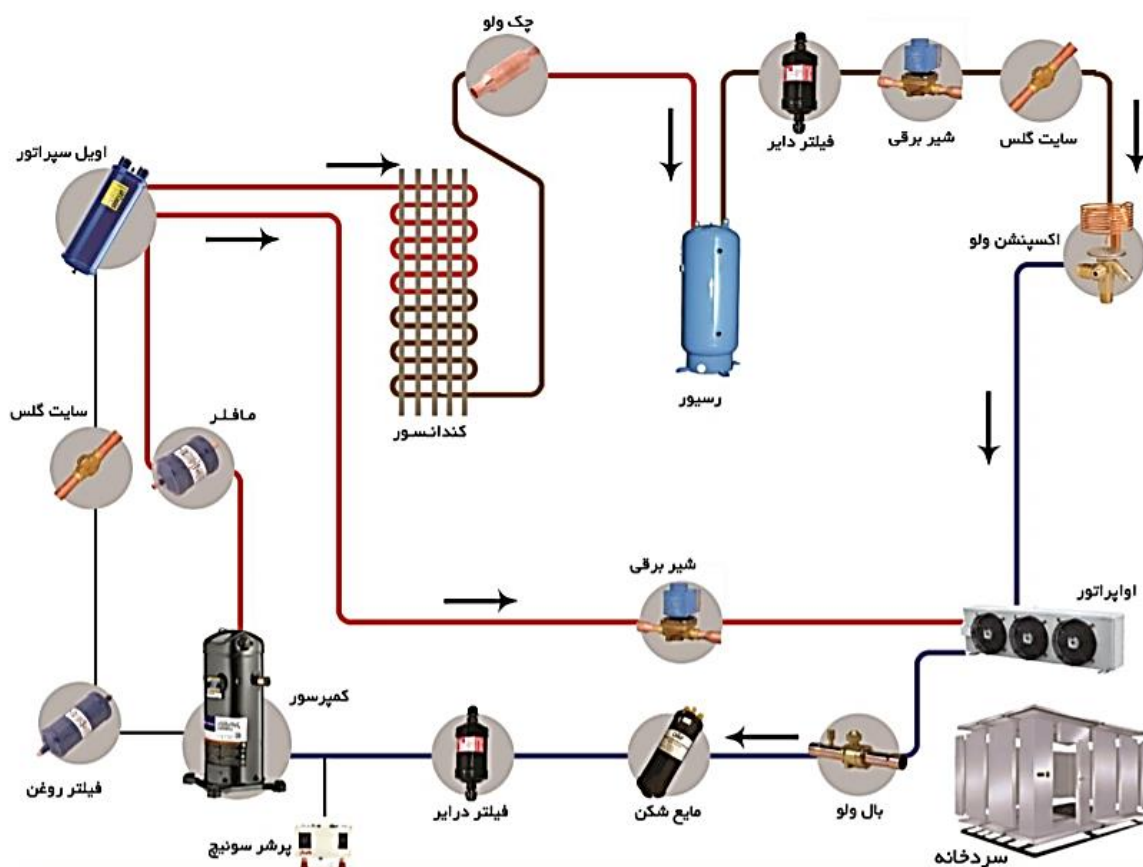 چک ولو
فیلتر دایر
شیر برقی
سایت گلس
اویل سپراتور
اکسپنشن ولو
رسیور
کندانسور
سایت گلس
مافلر
شیر برقی
اواپراتور
کمپرسور
فیلتر روغن
پرشر سوئیچ
فیلتر درایر
مایع شکن
بال ولو
سردخانه